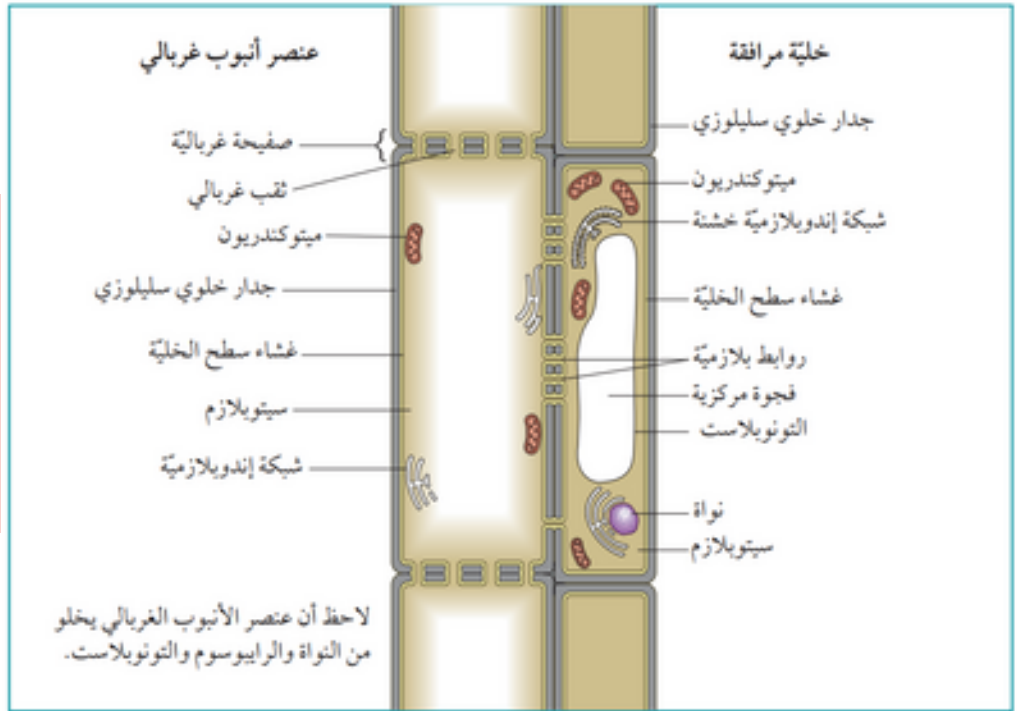 خليّة مرافقة
جدار خلوي سليلوزي
ميتوكندريون
شبكة إندوبلازميّة خشنة
غشاء سطح الخليّة
روابط بلازميّة
فجوة مركزية
التونوبلاست
نواة
سيتوبلازم
عنصر أنبوب غربالي
صفيحة غرباليّة
ثقب غربالي
ميتوكندريون
جدار خلوي سليلوزي
غشاء سطح الخليّة
سيتوبلازم
شبكة إندوبلازميّة
لاحظ أن عنصر الأنبوب الغربالي يخلو
من النواة والرايبوسوم والتونوبلاست.